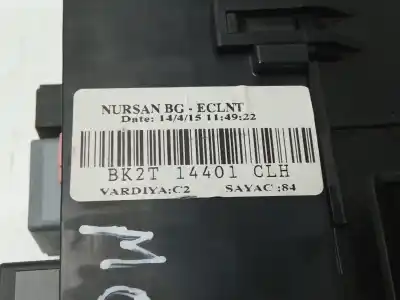 NURSAN BG - ECLNT
Date: 14/4/15 11:49:22
BK2T 14401 CLH
VARDIYA:C2 SAYAC :84